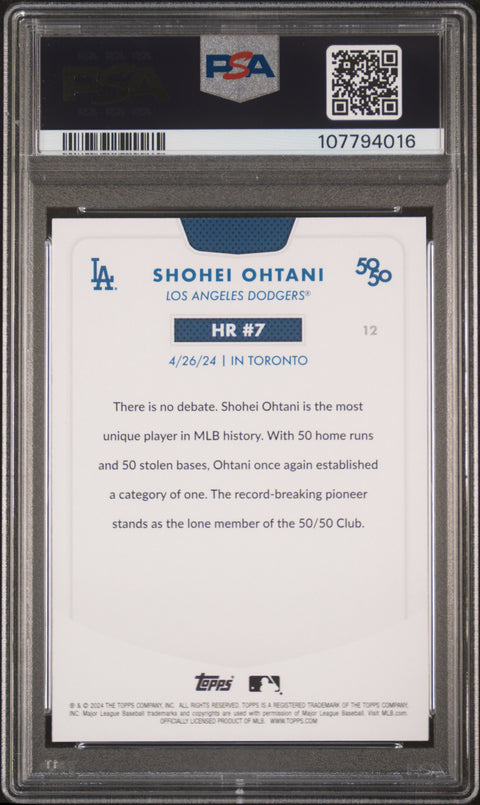 PSA
PSA
107794016
LA
SHOHEI OHTANI
50
50
LOS ANGELES DODGERS®
HR #7
12
4/26/24 | IN TORONTO
There is no debate. Shohei Ohtani is the most
unique player in MLB history. With 50 home runs
and 50 stolen bases, Ohtani once again established
a category of one. The record-breaking pioneer
stands as the lone member of the 50/50 Club.
Topps
® & © 2024 THE TOPPS COMPANY, INC. ALL RIGHTS RESERVED. TOPPS IS A REGISTERED TRADEMARK OF THE TOPPS COMPANY,
INC. Major League Baseball trademarks and copyrights are used with permission of Major League Baseball. Visit MLB.com.
OFFICIALLY LICENSED PRODUCT OF MLB. WWW.TOPPS.COM